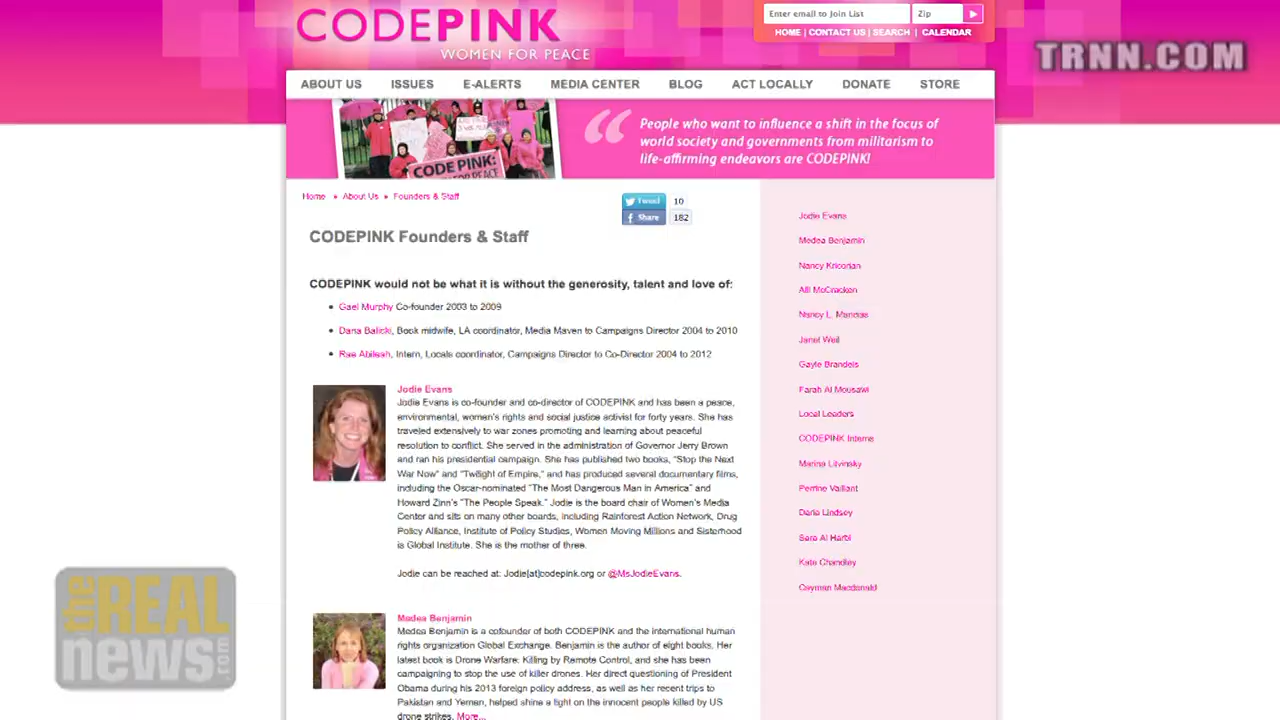 CODEPINK
WOMEN FOR PEACE
Enter email to Join List
Zip
HOME | CONTACT US | SEARCH | CALENDAR
TRNN.COM
ABOUT US
ISSUES
E-ALERTS
MEDIA CENTER
BLOG
ACT LOCALLY
DONATE
STORE
CODE PINK:
FOR PEACE
“ People who want to influence a shift in the focus of
world society and governments from militarism to
life-affirming endeavors are CODEPINK!
Home ▸ About Us ▸ Founders & Staff
Tweet 10
Share 182
CODEPINK Founders & Staff
CODEPINK would not be what it is without the generosity, talent and love of:
• Gael Murphy Co-founder 2003 to 2009
• Dana Balicki, Book midwife, LA coordinator, Media Maven to Campaigns Director 2004 to 2010
• Rae Abileah, Intern, Locals coordinator, Campaigns Director to Co-Director 2004 to 2012
Jodie Evans
Jodie Evans is co-founder and co-director of CODEPINK and has been a peace,
environmental, women's rights and social justice activist for forty years. She has
traveled extensively to war zones promoting and learning about peaceful
resolution to conflict. She served in the administration of Governor Jerry Brown
and ran his presidential campaign. She has published two books, "Stop the Next
War Now" and "Twilight of Empire," and has produced several documentary films,
including the Oscar-nominated "The Most Dangerous Man in America" and
Howard Zinn's "The People Speak." Jodie is the board chair of Women's Media
Center and sits on many other boards, including Rainforest Action Network, Drug
Policy Alliance, Institute of Policy Studies, Women Moving Millions and Sisterhood
is Global Institute. She is the mother of three.
Jodie can be reached at: Jodie[at]codepink.org or @MsJodieEvans.
Medea Benjamin
Medea Benjamin is a cofounder of both CODEPINK and the international human
rights organization Global Exchange. Benjamin is the author of eight books. Her
latest book is Drone Warfare: Killing by Remote Control, and she has been
campaigning to stop the use of killer drones. Her direct questioning of President
Obama during his 2013 foreign policy address, as well as her recent trips to
Pakistan and Yemen, helped shine a light on the innocent people killed by US
drone strikes. More...
Jodie Evans
Medea Benjamin
Nancy Kricorian
Alli McCracken
Nancy L. Mancias
Janet Weil
Gayle Brandeis
Farah Al Mousawi
Local Leaders
CODEPINK Interns
Marina Litvinsky
Perrine Vaillant
Darla Lindsey
Sara Al Harbi
Kate Chandley
Cayman Macdonald
the REAL
news.com